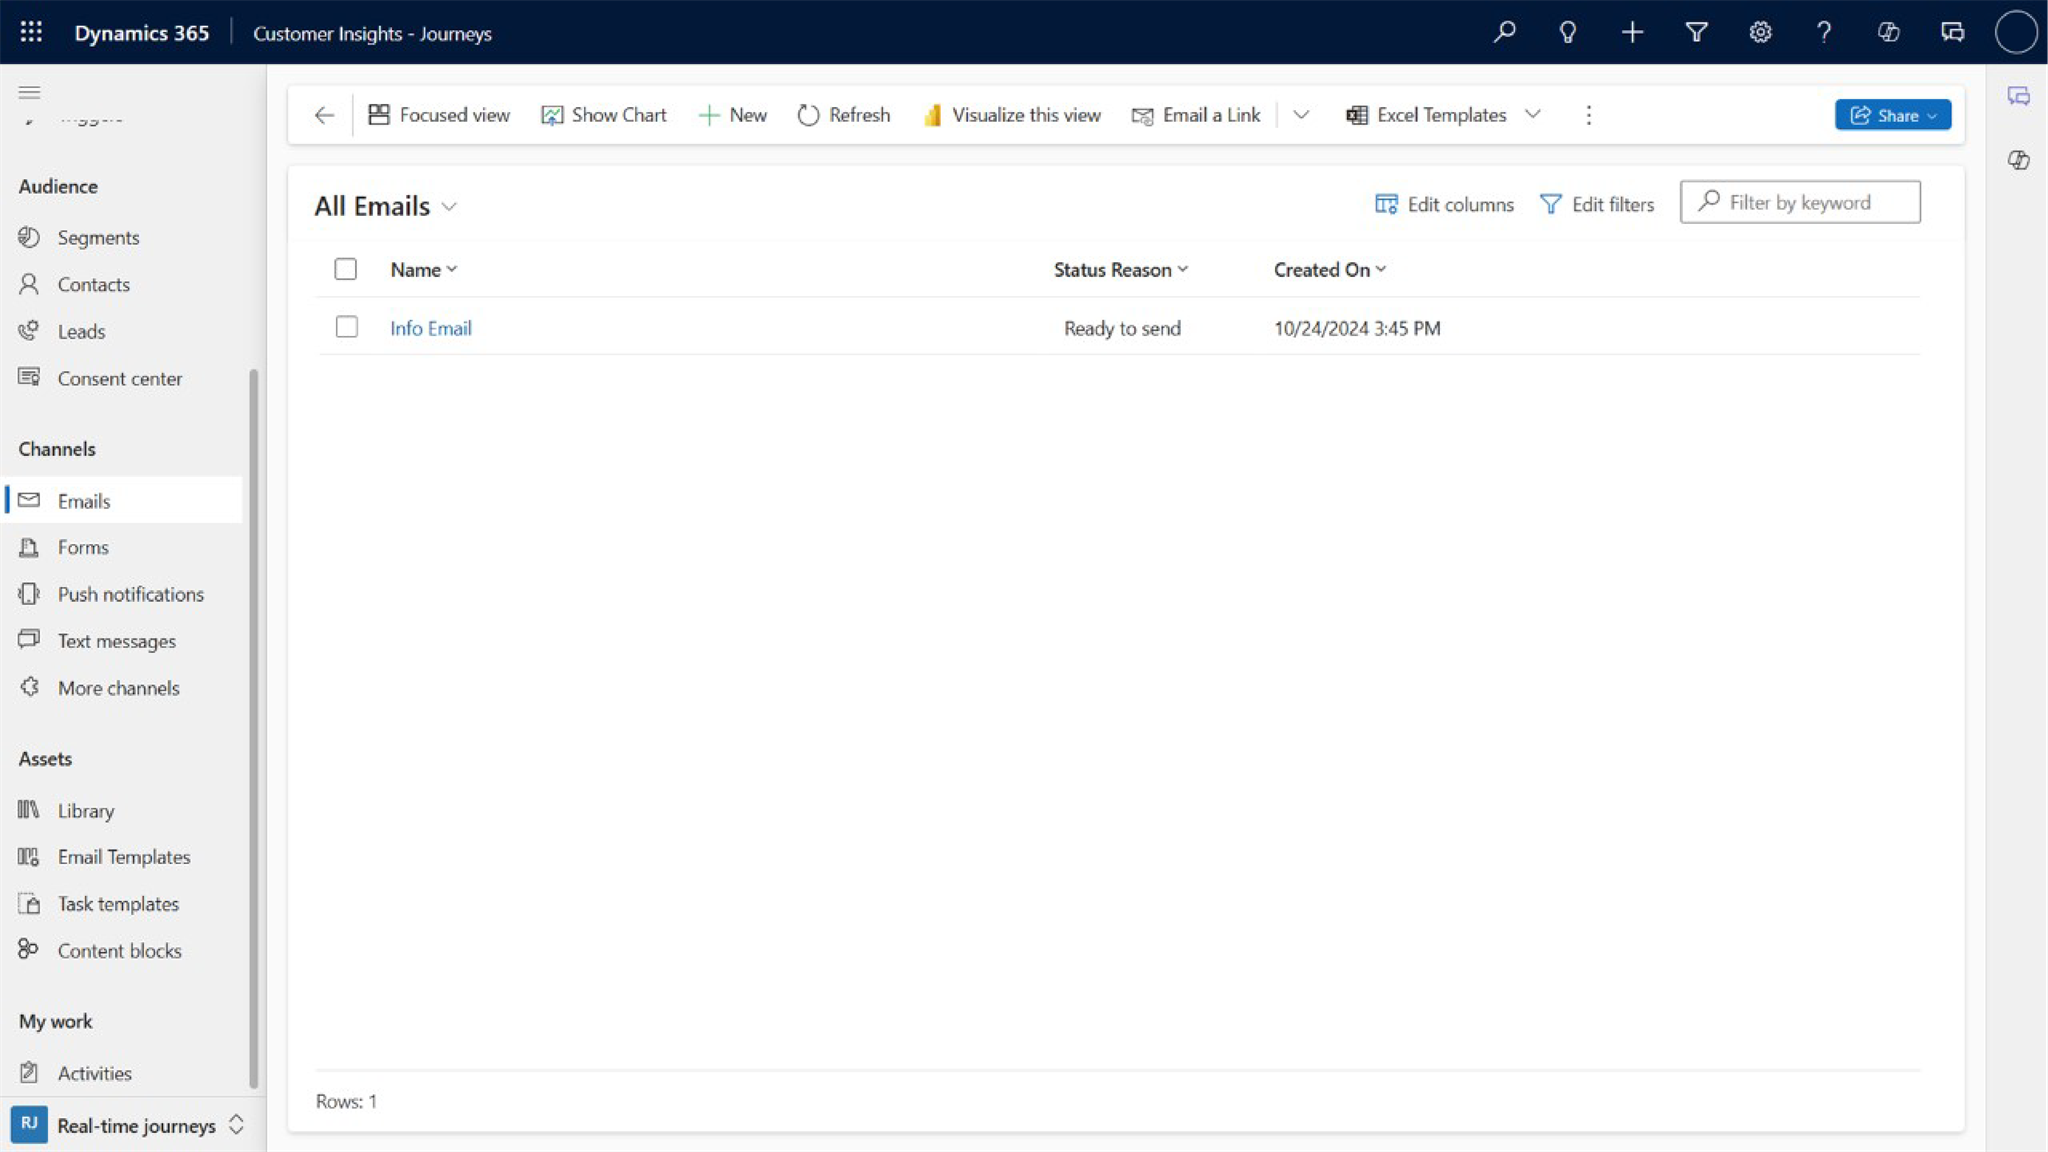 Dynamics 365
Customer Insights - Journeys
Focused view
Show Chart
New
Refresh
Visualize this view
Email a Link
Excel Templates
Share
Audience
Segments
Contacts
Leads
Consent center
Channels
Emails
Forms
Push notifications
Text messages
More channels
Assets
Library
Email Templates
Task templates
Content blocks
My work
Activities
RJ Real-time journeys
All Emails
Edit columns
Edit filters
Filter by keyword
Name Status Reason Created On
Info Email Ready to send 10/24/2024 3:45 PM
Rows: 1